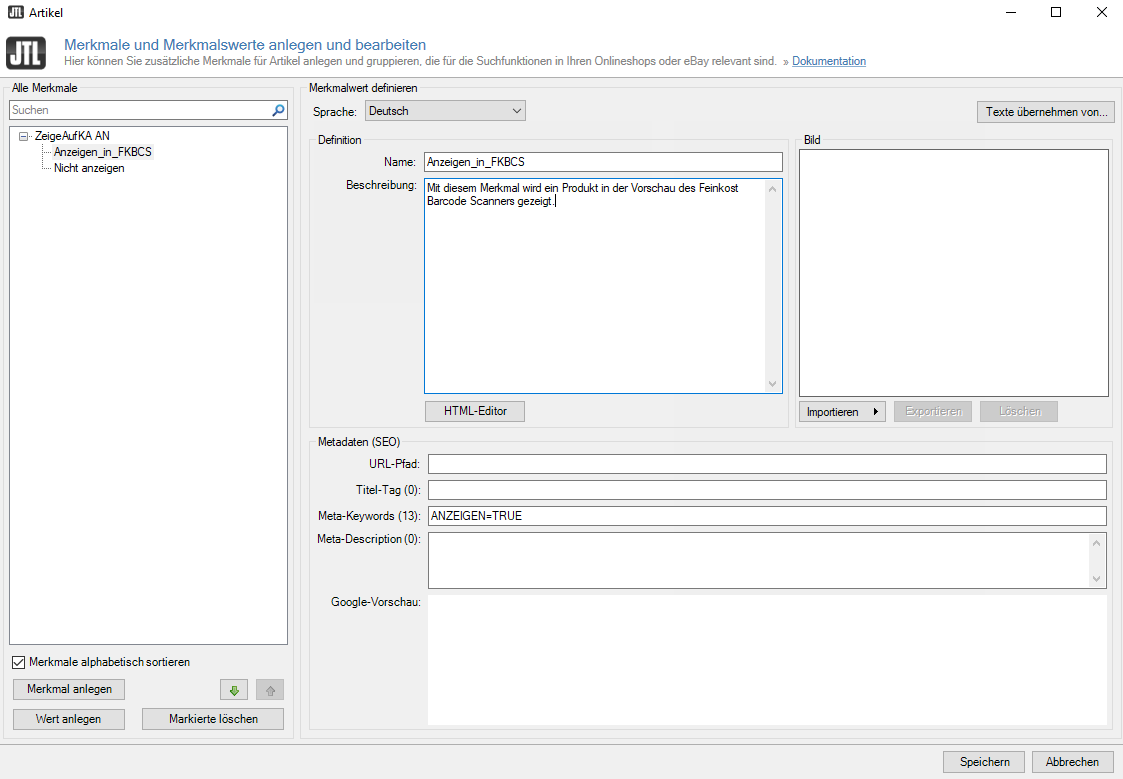 Artikel
JTL
Merkmale und Merkmalswerte anlegen und bearbeiten
Hier können Sie zusätzliche Merkmale für Artikel anlegen und gruppieren, die für die Suchfunktionen in Ihren Onlineshops oder eBay relevant sind. » Dokumentation
Alle Merkmale
Suchen
ZeigeAufKA AN
Anzeigen_in_FKBCS
Nicht anzeigen
Merkmale alphabetisch sortieren
Merkmal anlegen
Wert anlegen
Markierte löschen
Merkmalwert definieren
Sprache: Deutsch
Texte übernehmen von...
Definition
Name: Anzeigen_in_FKBCS
Beschreibung: Mit diesem Merkmal wird ein Produkt in der Vorschau des Feinkost
Barcode Scanners gezeigt.
HTML-Editor
Bild
Importieren
Exportieren
Löschen
Metadaten (SEO)
URL-Pfad:
Titel-Tag (0):
Meta-Keywords (13): ANZEIGEN=TRUE
Meta-Description (0):
Google-Vorschau:
Speichern
Abbrechen